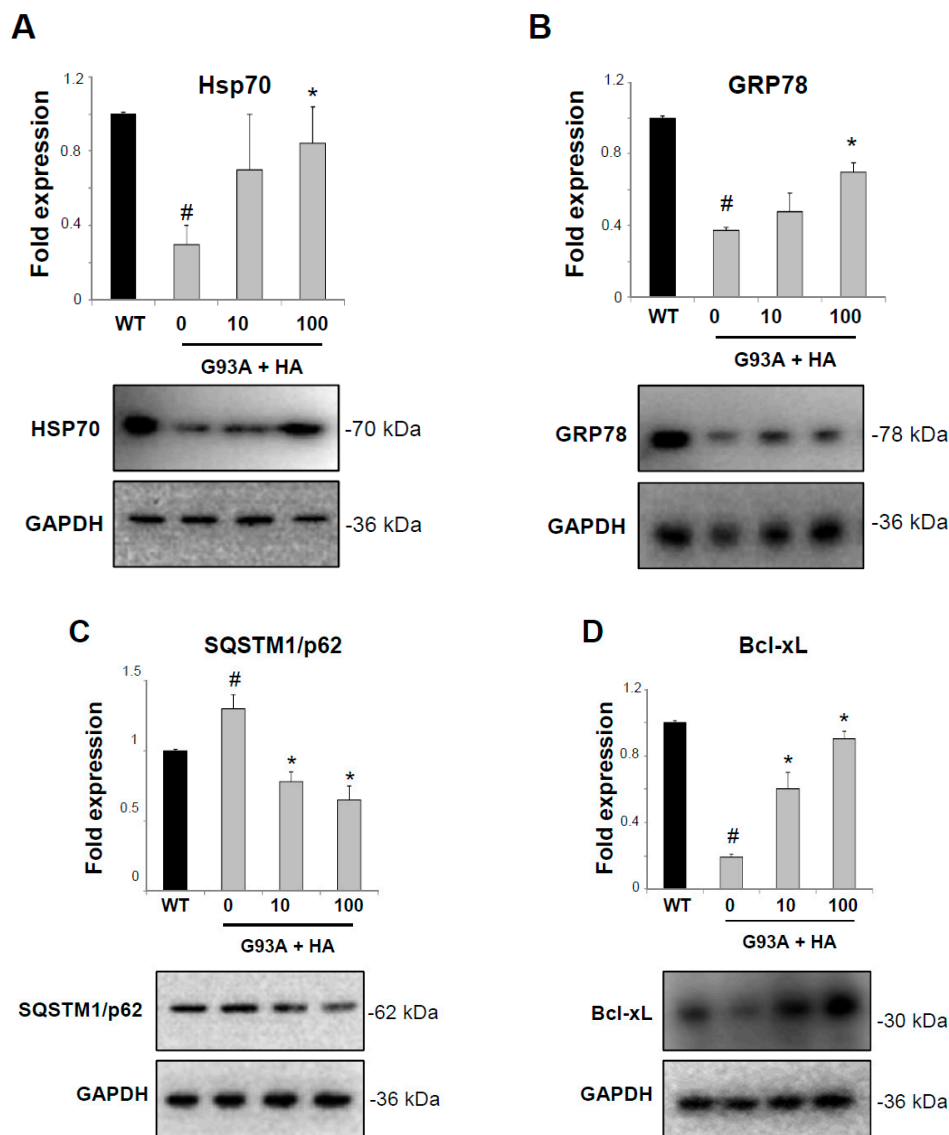 A
Hsp70
Fold expression
1.2
0.8
0.4
0
#
*
WT 0 10 100
G93A + HA
HSP70
-70 kDa
GAPDH
-36 kDa
B
GRP78
Fold expression
1.2
0.8
0.4
0
#
*
WT 0 10 100
G93A + HA
GRP78
-78 kDa
GAPDH
-36 kDa
C
SQSTM1/p62
Fold expression
1.5
1
0.5
0
#
*
*
WT 0 10 100
G93A + HA
SQSTM1/p62
-62 kDa
GAPDH
-36 kDa
D
Bcl-xL
Fold expression
1.2
0.8
0.4
0
#
*
*
WT 0 10 100
G93A + HA
Bcl-xL
-30 kDa
GAPDH
-36 kDa